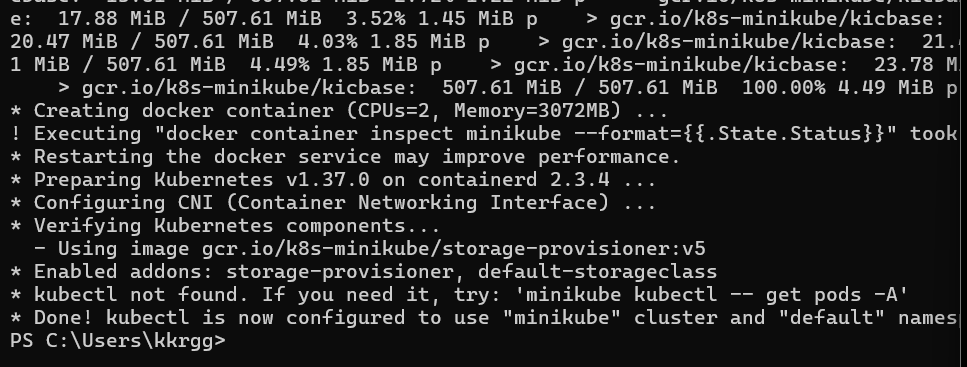 e:  17.88 MiB / 507.61 MiB  3.52% 1.45 MiB p    > gcr.io/k8s-minikube/kicbase:
20.47 MiB / 507.61 MiB  4.03% 1.85 MiB p    > gcr.io/k8s-minikube/kicbase:  21.
1 MiB / 507.61 MiB  4.49% 1.85 MiB p    > gcr.io/k8s-minikube/kicbase:  23.78 M
    > gcr.io/k8s-minikube/kicbase:  507.61 MiB / 507.61 MiB  100.00% 4.49 MiB p
* Creating docker container (CPUs=2, Memory=3072MB) ...
! Executing "docker container inspect minikube --format={{.State.Status}}" took
* Restarting the docker service may improve performance.
* Preparing Kubernetes v1.37.0 on containerd 2.3.4 ...
* Configuring CNI (Container Networking Interface) ...
* Verifying Kubernetes components...
  - Using image gcr.io/k8s-minikube/storage-provisioner:v5
* Enabled addons: storage-provisioner, default-storageclass
* kubectl not found. If you need it, try: 'minikube kubectl -- get pods -A'
* Done! kubectl is now configured to use "minikube" cluster and "default" names
PS C:\Users\kkrgg>